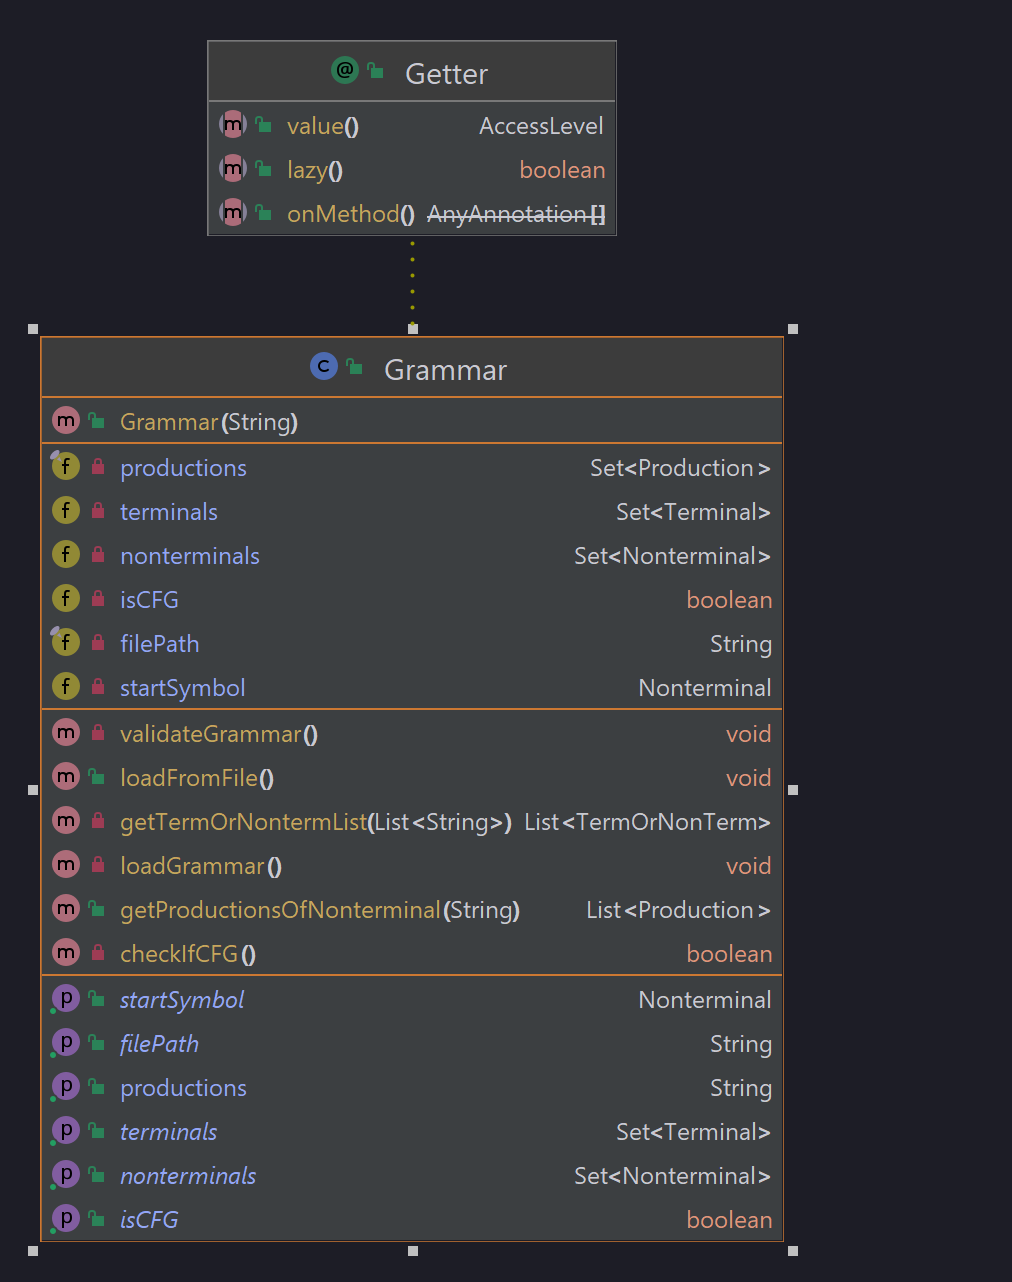 @ Getter
m value() AccessLevel
m lazy() boolean
m onMethod() AnyAnnotation[]
C Grammar
m Grammar(String)
f productions Set<Production>
f terminals Set<Terminal>
f nonterminals Set<Nonterminal>
f isCFG boolean
f filePath String
f startSymbol Nonterminal
m validateGrammar() void
m loadFromFile() void
m getTermOrNontermList(List<String>) List<TermOrNonTerm>
m loadGrammar() void
m getProductionsOfNonterminal(String) List<Production>
m checkIfCFG() boolean
p startSymbol Nonterminal
p filePath String
p productions String
p terminals Set<Terminal>
p nonterminals Set<Nonterminal>
p isCFG boolean